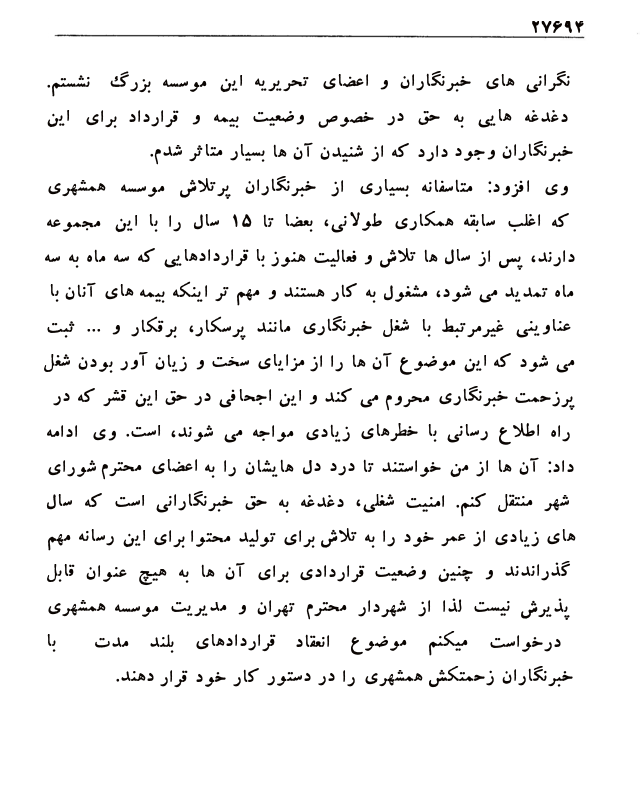 ۲۷۶۹۴
نگرانی های خبرنگاران و اعضای تحریریه این موسسه بزرگ نشستم.
دغدغه هایی به حق در خصوص وضعیت بیمه و قرارداد برای این
خبرنگاران وجود دارد که از شنیدن آن ها بسیار متاثر شدم.
وی افزود: متاسفانه بسیاری از خبرنگاران پرتلاش موسسه همشهری
که اغلب سابقه همکاری طولانی، بعضا تا ۱۵ سال را با این مجموعه
دارند، پس از سال ها تلاش و فعالیت هنوز با قراردادهایی که سه ماه به سه
ماه تمدید می شود، مشغول به کار هستند و مهم تر اینکه بیمه های آنان با
عناوینی غیرمرتبط با شغل خبرنگاری مانند پرسکار، برقکار و ... ثبت
می شود که این موضوع آن ها را از مزایای سخت و زیان آور بودن شغل
پرزحمت خبرنگاری محروم می کند و این اجحافی در حق این قشر که در
راه اطلاع رسانی با خطرهای زیادی مواجه می شوند، است. وی ادامه
داد: آن ها از من خواستند تا درد دل هایشان را به اعضای محترم شورای
شهر منتقل کنم. امنیت شغلی، دغدغه به حق خبرنگارانی است که سال
های زیادی از عمر خود را به تلاش برای تولید محتوا برای این رسانه مهم
گذراندند و چنین وضعیت قراردادی برای آن ها به هیچ عنوان قابل
پذیرش نیست لذا از شهردار محترم تهران و مدیریت موسسه همشهری
درخواست میکنم موضوع انعقاد قراردادهای بلند مدت با
خبرنگاران زحمتکش همشهری را در دستور کار خود قرار دهند.